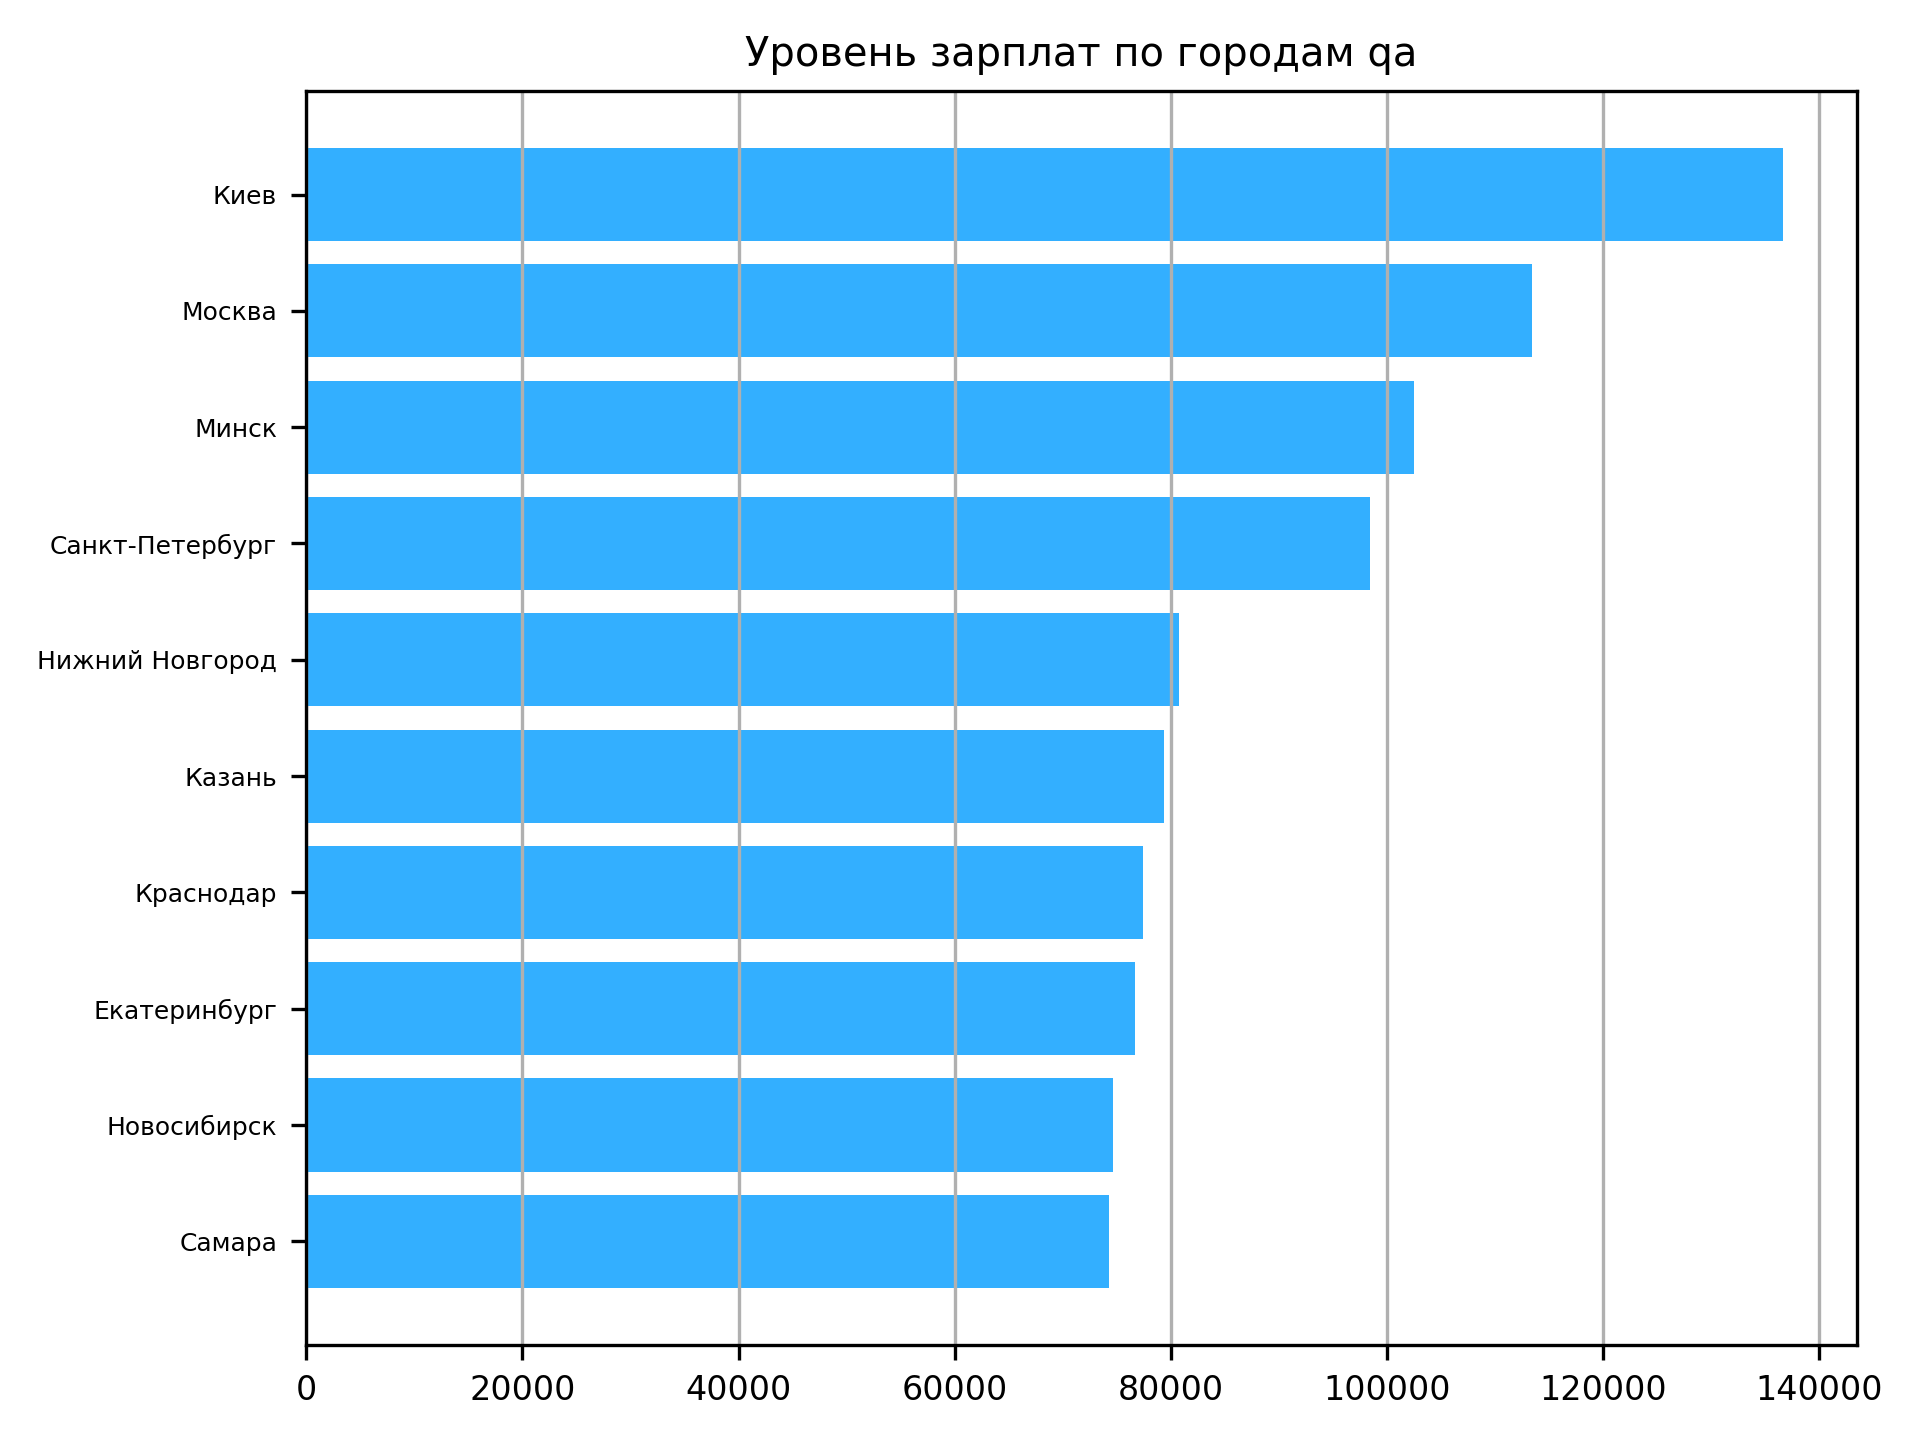 Уровень зарплат по городам qa
Киев
Москва
Минск
Санкт-Петербург
Нижний Новгород
Казань
Краснодар
Екатеринбург
Новосибирск
Самара
0 20000 40000 60000 80000 100000 120000 140000